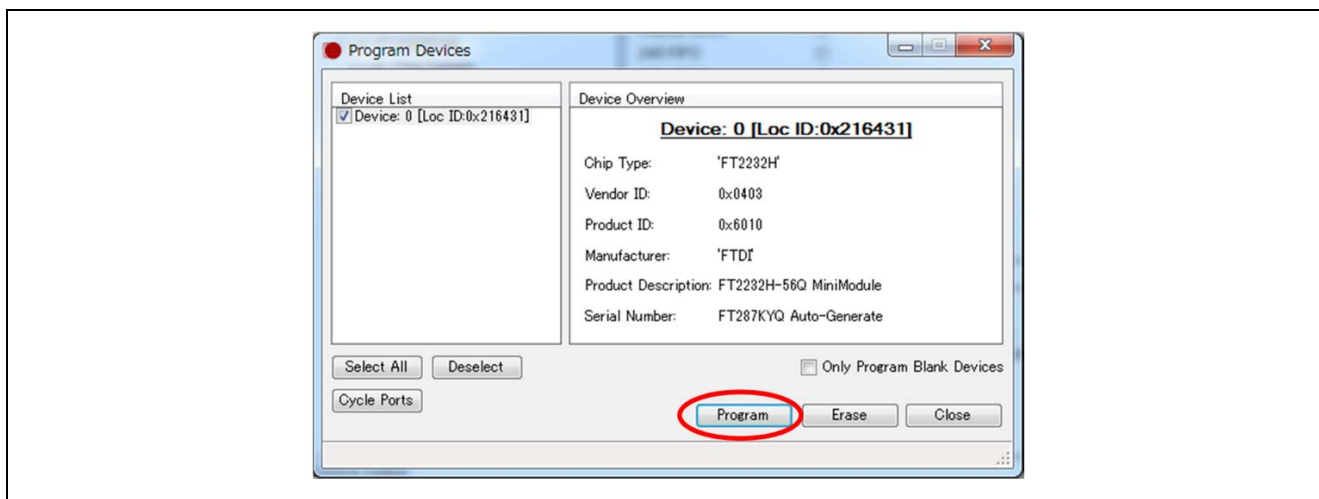 Program Devices
Device List
Device: 0 [Loc ID:0x216431]
Device Overview
Device: 0 [Loc ID:0x216431]
Chip Type: 'FT2232H'
Vendor ID: 0x0403
Product ID: 0x6010
Manufacturer: 'FTDI'
Product Description: FT2232H-56Q MiniModule
Serial Number: FT287KYQ Auto-Generate
Select All Deselect Only Program Blank Devices
Cycle Ports
Program Erase Close